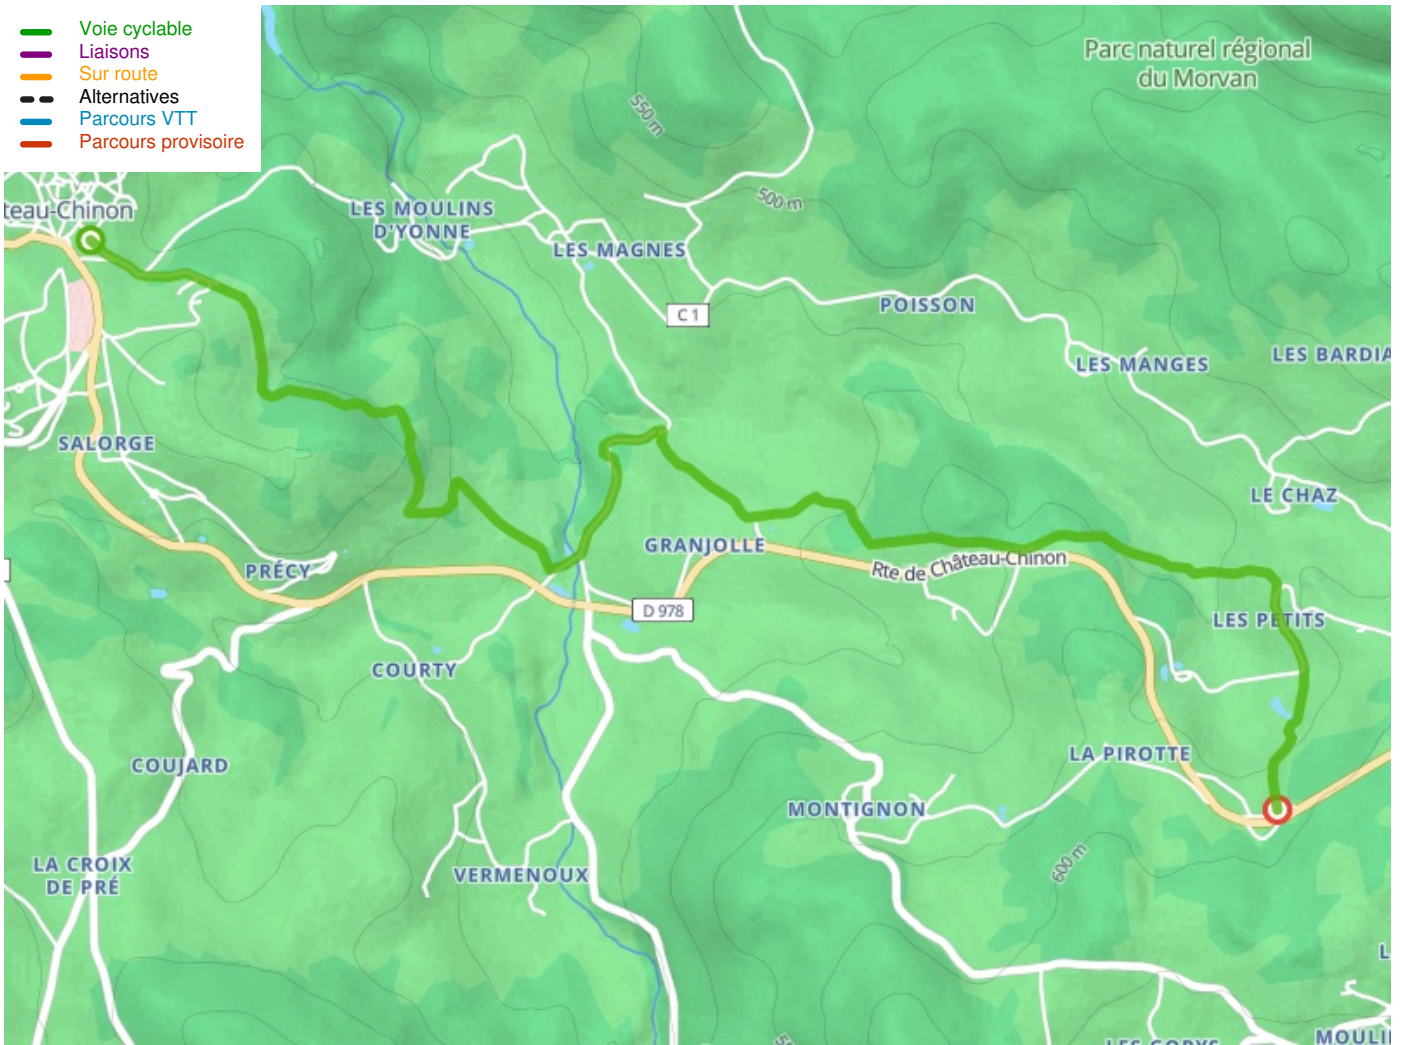 Voie cyclable
Liaisons
Sur route
Alternatives
Parcours VTT
Parcours provisoire
Parc naturel régional
du Morvan
550 m
500 m
teau-Chinon
LES MOULINS
D'YONNE
LES MAGNES
C 1
POISSON
LES MANGES
LES BARDIA
SALORGE
LE CHAZ
GRANJOLLE
Rte de Château-Chinon
PRÉCY
D 978
LES PETITS
COURTY
LA PIROTTE
COUJARD
MONTIGNON
600 m
LA CROIX
DE PRÉ
VERMENOUX
L
MOULI